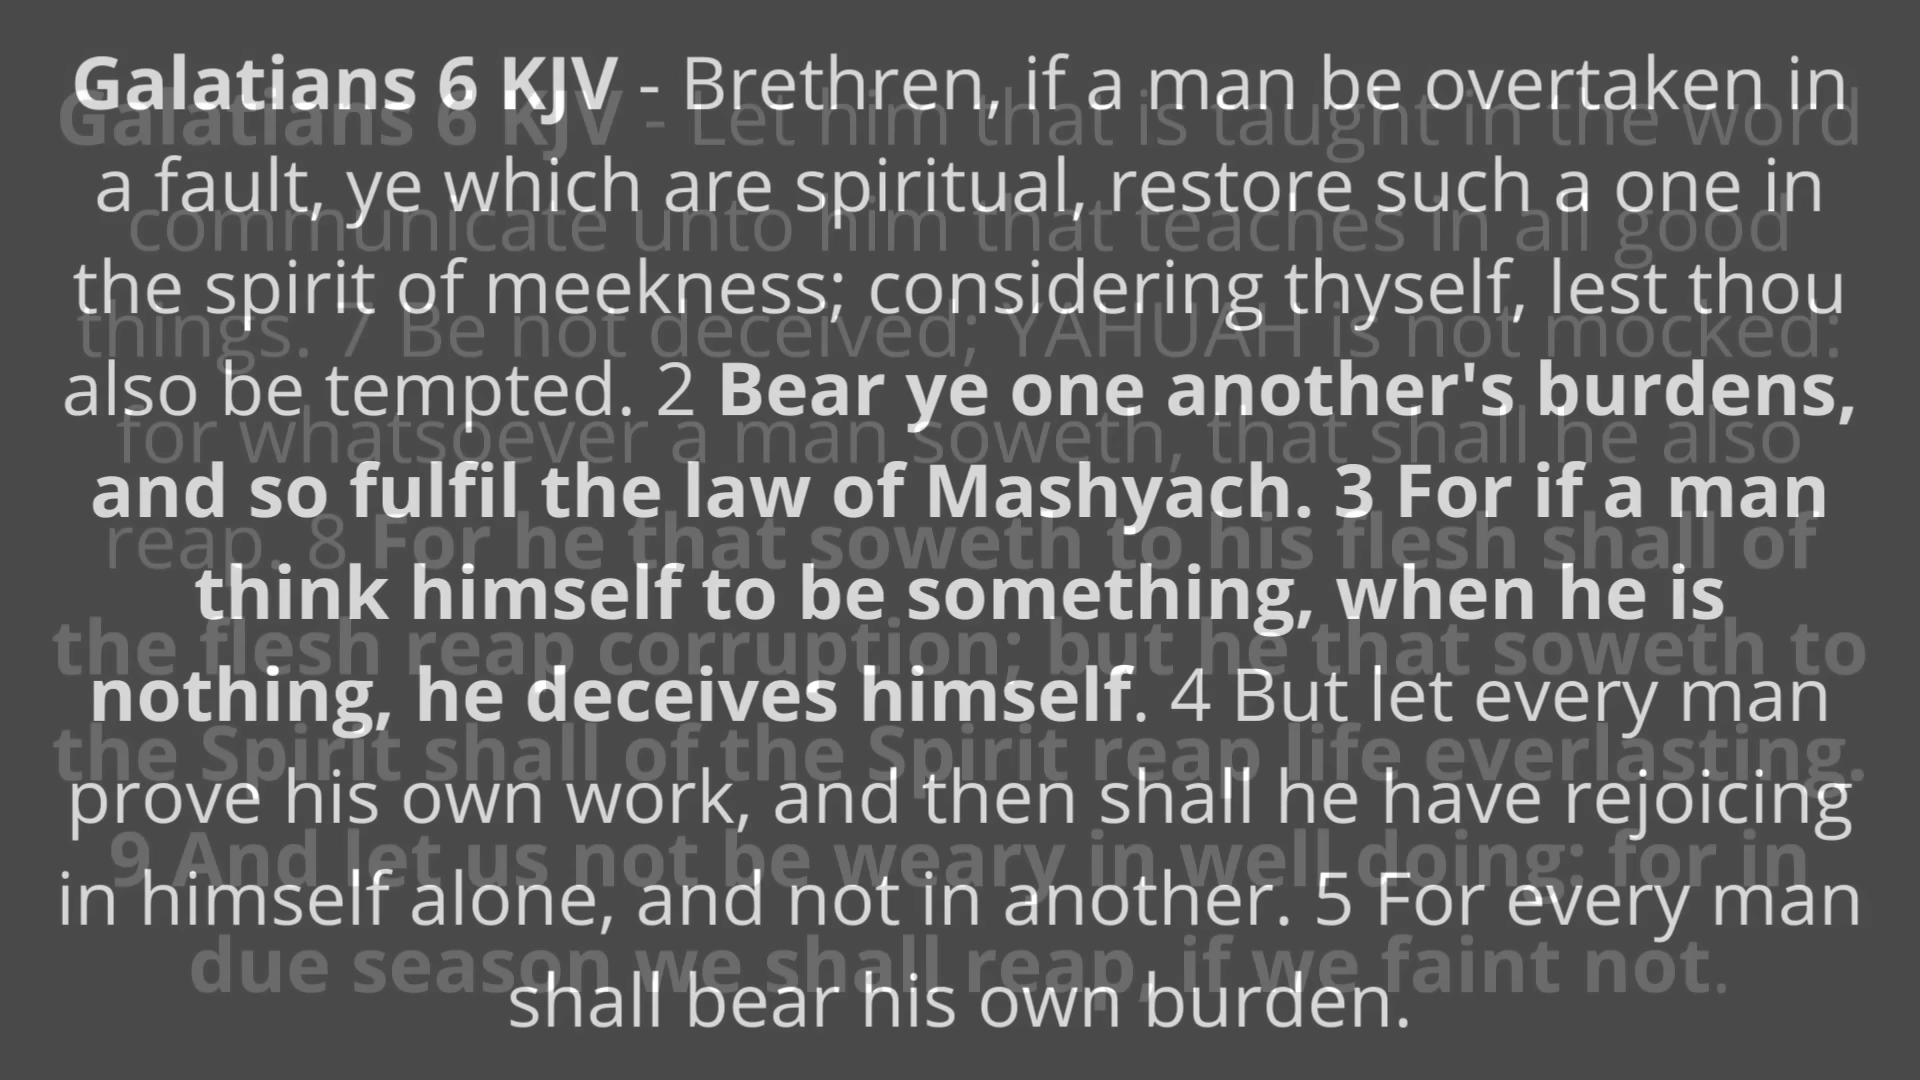 Galatians 6 KJV - Brethren, if a man be overtaken in
a fault, ye which are spiritual, restore such a one in
the spirit of meekness; considering thyself, lest thou
also be tempted. 2 Bear ye one another's burdens,
and so fulfil the law of Mashyach. 3 For if a man
think himself to be something, when he is
nothing, he deceives himself. 4 But let every man
prove his own work, and then shall he have rejoicing
in himself alone, and not in another. 5 For every man
shall bear his own burden.
Galatians 6 KJV - Let him that is taught in the word
communicate unto him that teaches in all good
things. 7 Be not deceived; YAHUAH is not mocked:
for whatsoever a man soweth, that shall he also
reap. 8 For he that soweth to his flesh shall of
the flesh reap corruption; but he that soweth to
the Spirit shall of the Spirit reap life everlasting.
9 And let us not be weary in well doing: for in
due season we shall reap, if we faint not.